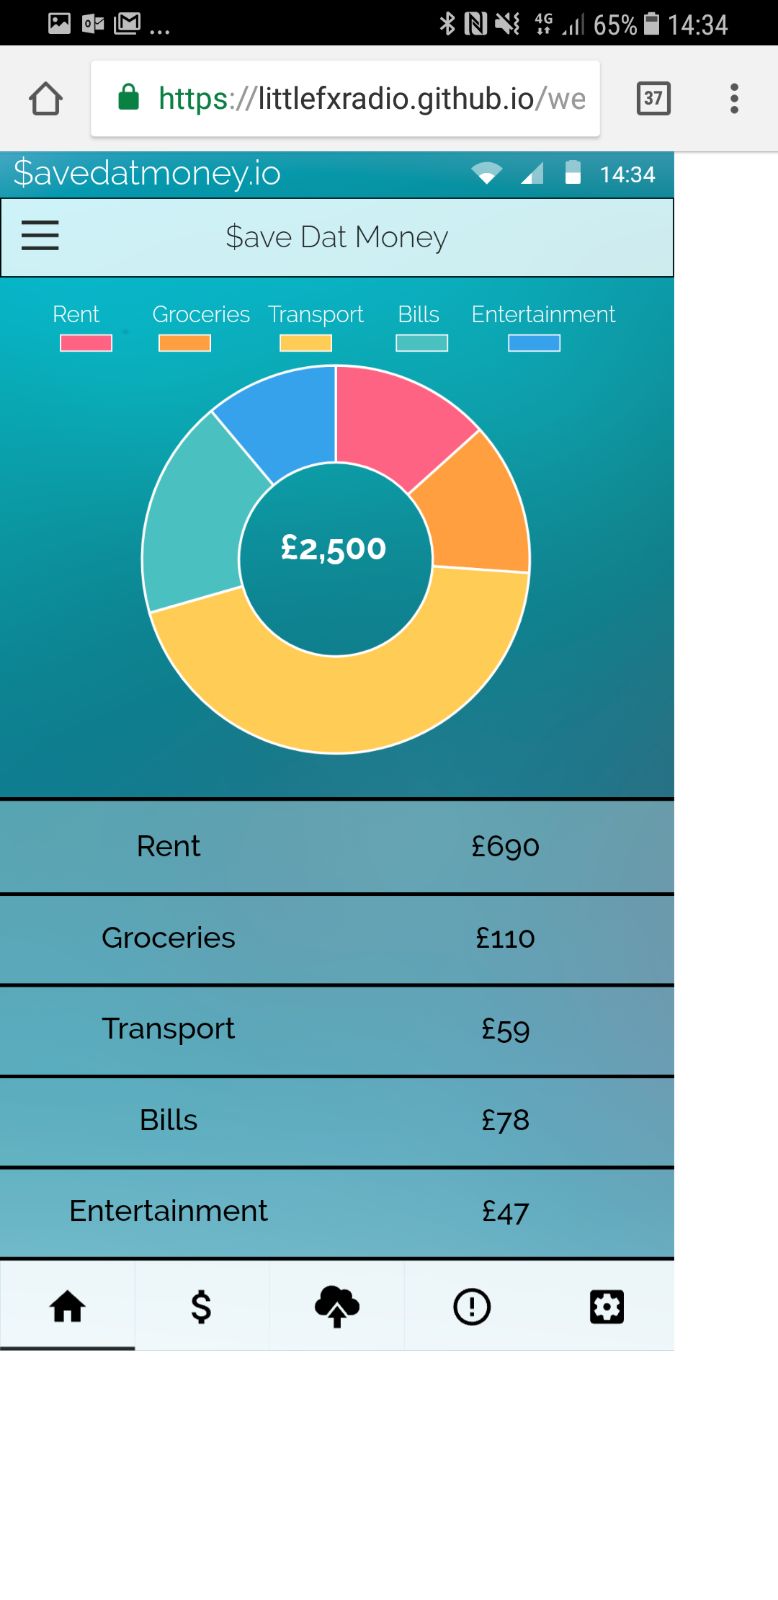 ... 4G 65% 14:34
https://littlefxradio.github.io/we 37
$avedatmoney.io 14:34
$ave Dat Money
Rent Groceries Transport Bills Entertainment
£2,500
Rent £690
Groceries £110
Transport £59
Bills £78
Entertainment £47